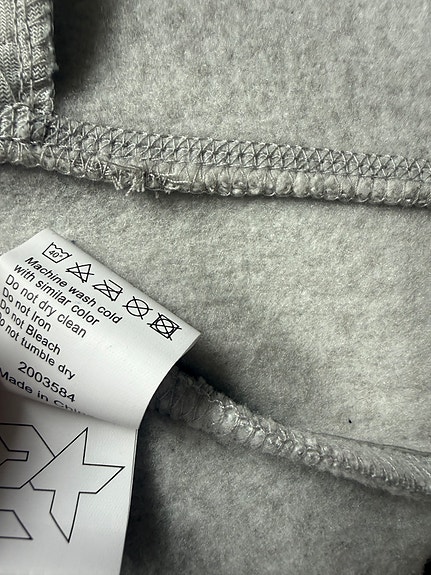 40
Machine wash cold
with similar color
Do not dry clean
Do not Iron
Do not Bleach
Do not tumble dry
2003584
Made in